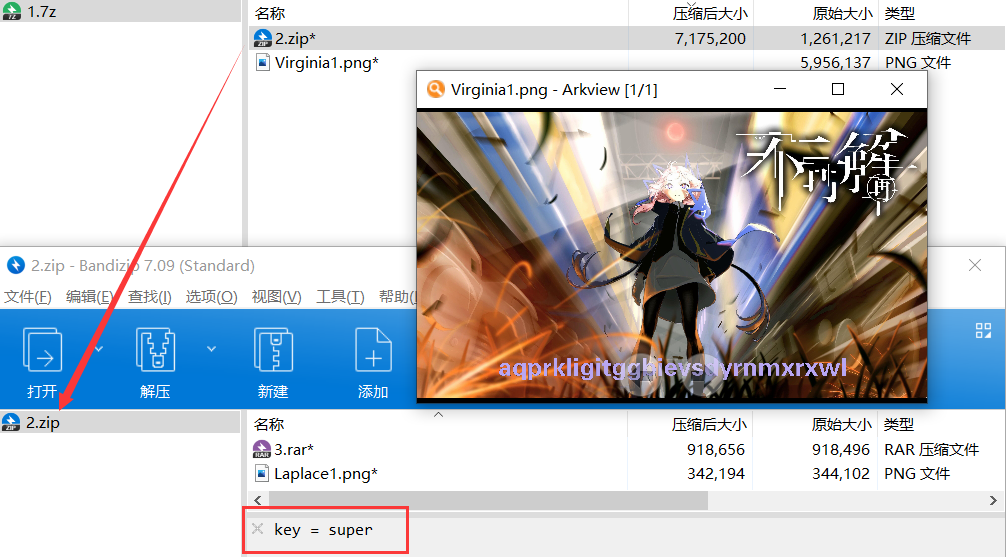 1.7z
名称 压缩后大小 原始大小 类型
2.zip* 7,175,200 1,261,217 ZIP 压缩文件
Virginia1.png* 5,956,137 PNG 文件
Virginia1.png - Arkview [1/1]
不可解
再
2.zip - Bandizip 7.09 (Standard)
文件(F) 编辑(E) 查找(I) 选项(O) 视图(V) 工具(T) 帮助(
打开 解压 新建 添加
2.zip
名称 压缩后大小 原始大小 类型
3.rar* 918,656 918,496 RAR 压缩文件
Laplace1.png* 342,194 344,102 PNG 文件
key = super